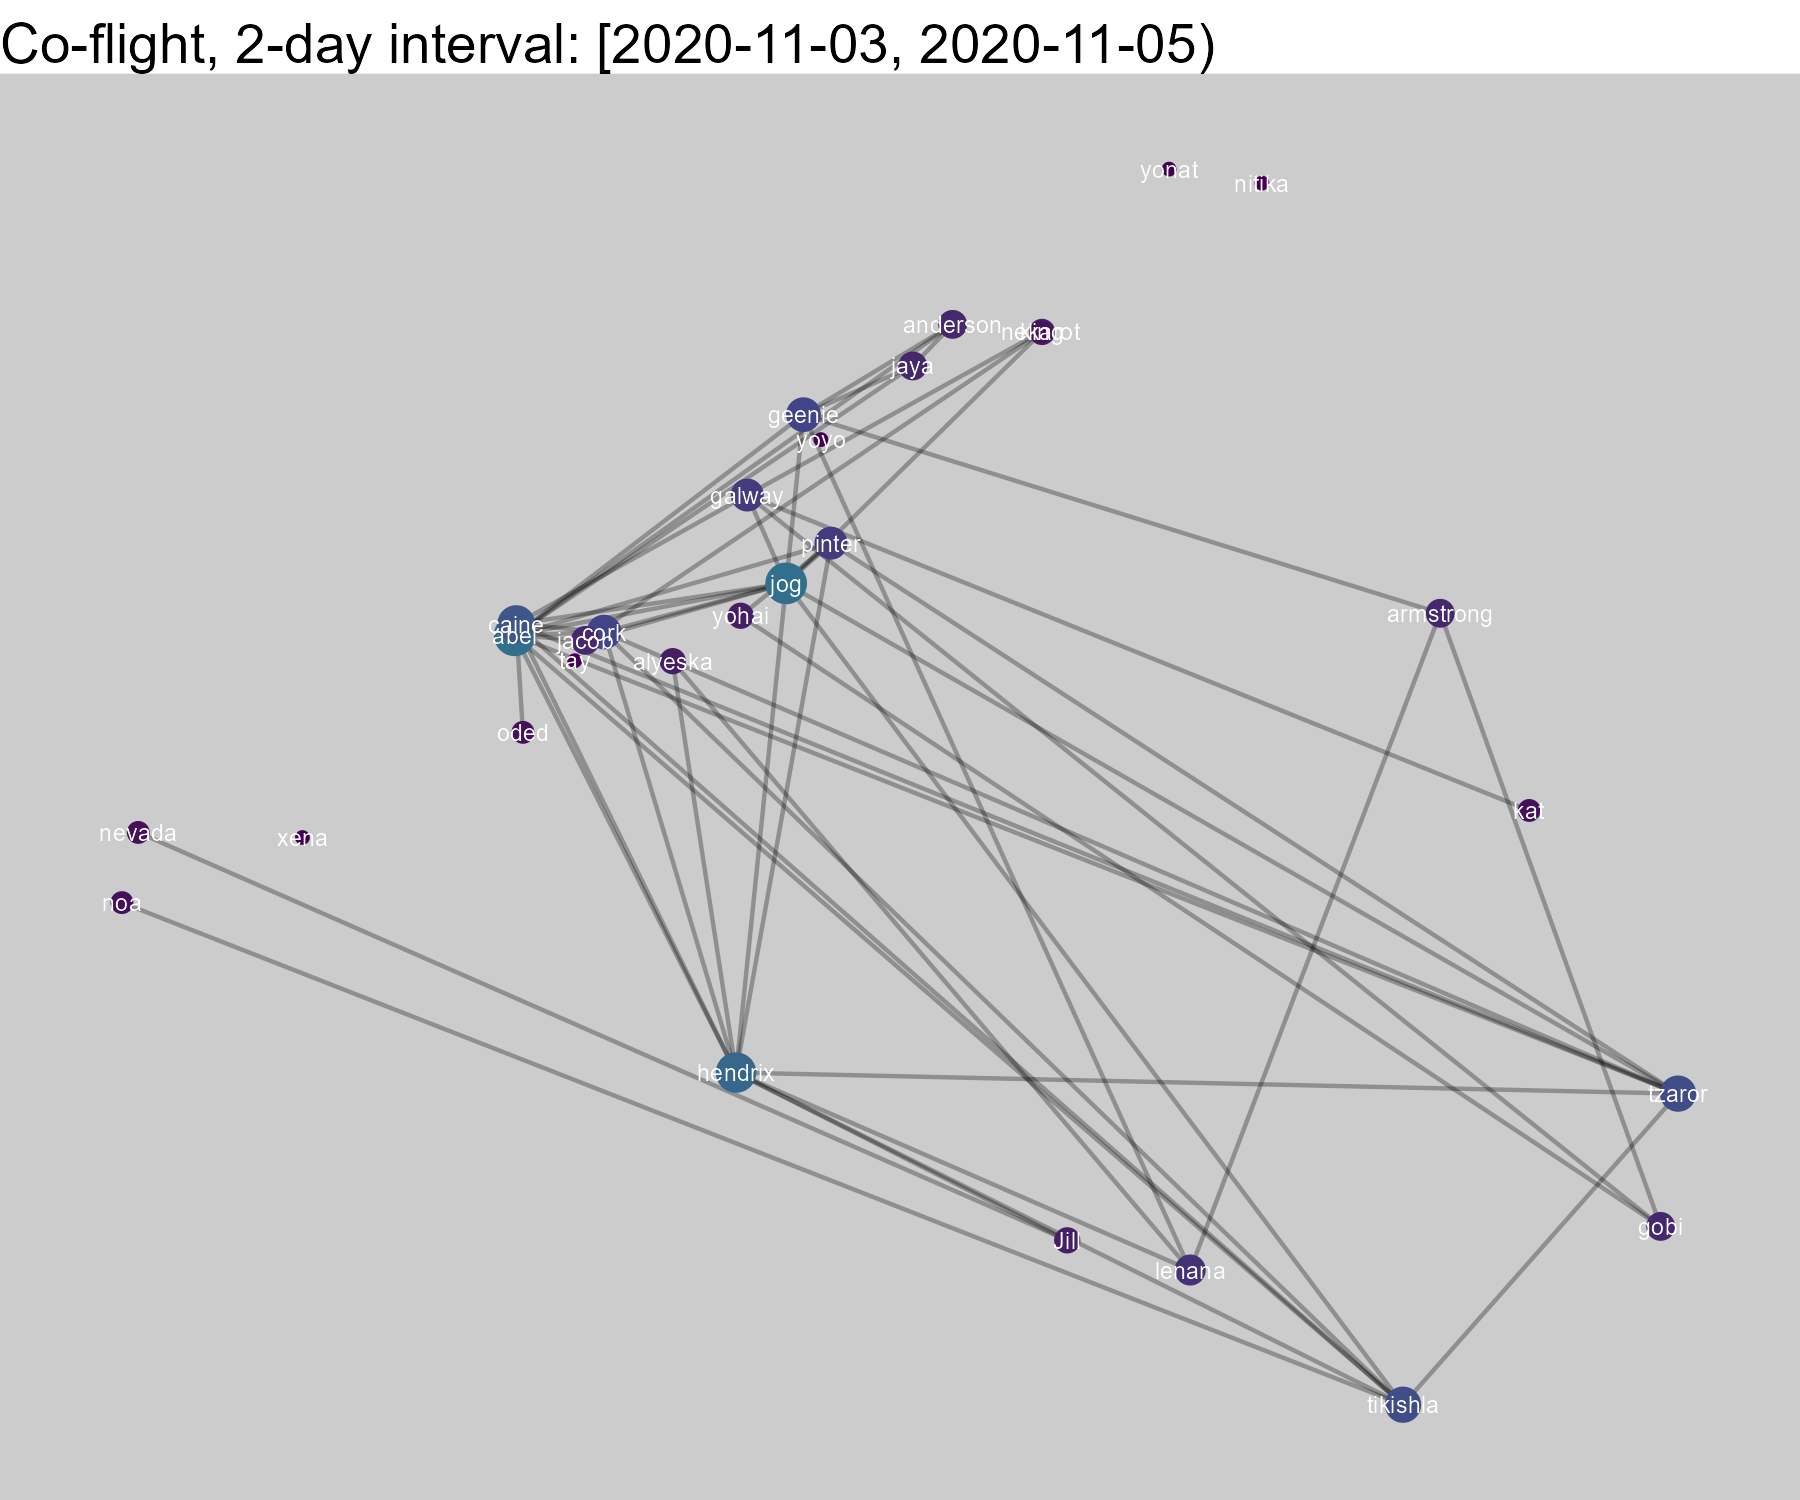 Co-flight, 2-day interval: [2020-11-03, 2020-11-05)
yonat
nitika
anderson
king
jaya
geenie
yoyo
galway
pinter
jog
armstrong
yohai
caine
abel
cork
jacob
tay
alyeska
oded
kat
nevada
xena
noa
hendrix
tzaror
gobi
Jill
lenana
tikishla